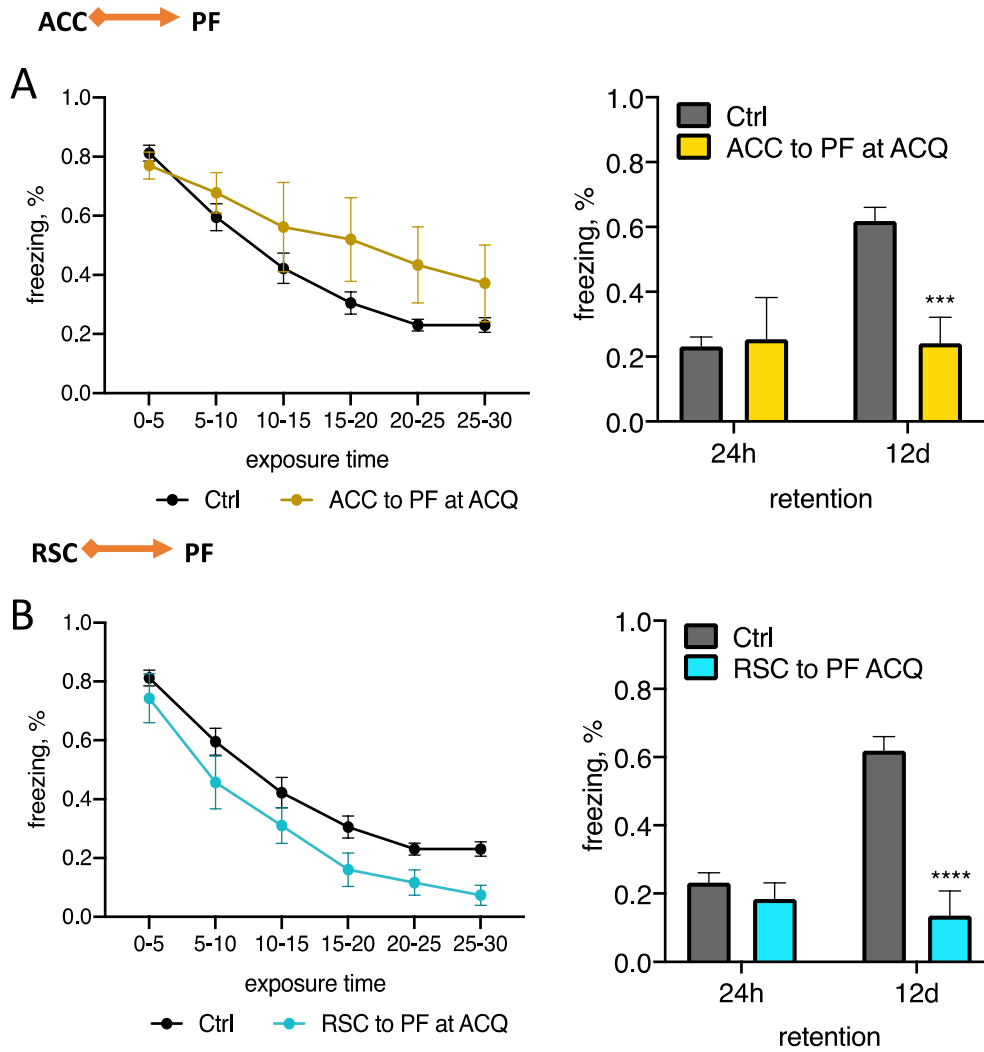 ACC PF
A
1.0
0.8
0.6
0.4
0.2
0.0
freezing, %
0-5 5-10 10-15 15-20 20-25 25-30
exposure time
Ctrl ACC to PF at ACQ
Ctrl
ACC to PF at ACQ
1.0
0.8
0.6
0.4
0.2
0.0
freezing, %
***
24h 12d
retention
RSC PF
B
1.0
0.8
0.6
0.4
0.2
0.0
freezing, %
0-5 5-10 10-15 15-20 20-25 25-30
exposure time
Ctrl RSC to PF at ACQ
Ctrl
RSC to PF ACQ
1.0
0.8
0.6
0.4
0.2
0.0
freezing, %
****
24h 12d
retention